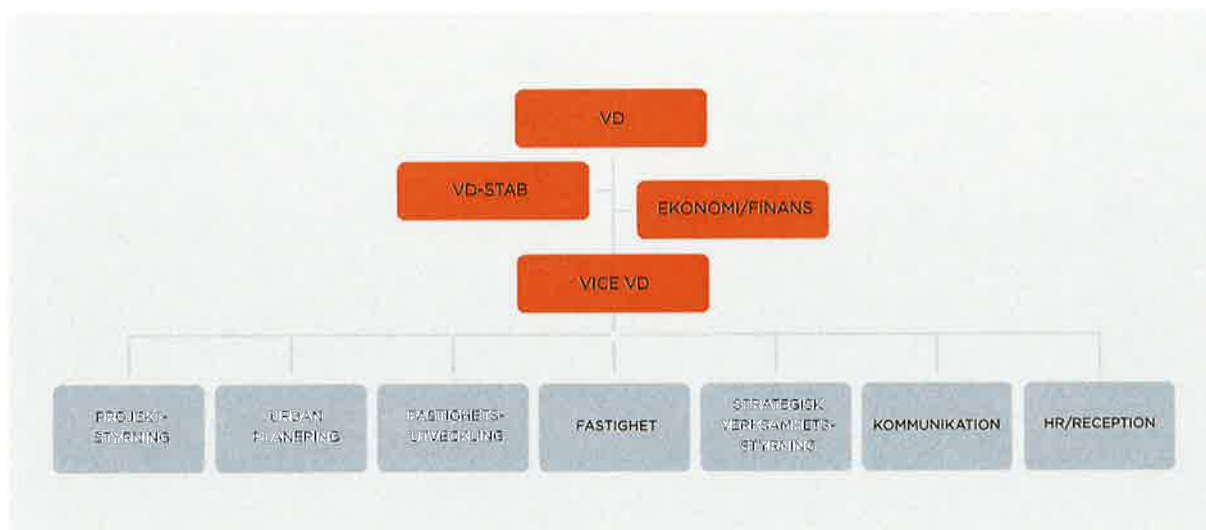 VD
VD-STAB
EKONOMI/FINANS
VICE VD
PROJEKT-
STYRNING
URBAN
PLANERING
FASTIGHETS-
UTVECKLING
FASTIGHET
STRATEGISK
VERKSAMHETS-
STYRNING
KOMMUNIKATION
HR/RECEPTION